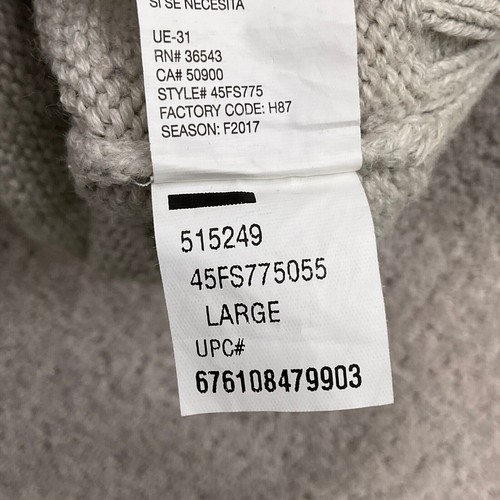 SI SE NECESITA
UE-31
RN# 36543
CA# 50900
STYLE# 45FS775
FACTORY CODE: H87
SEASON: F2017
515249
45FS775055
LARGE
UPC#
676108479903